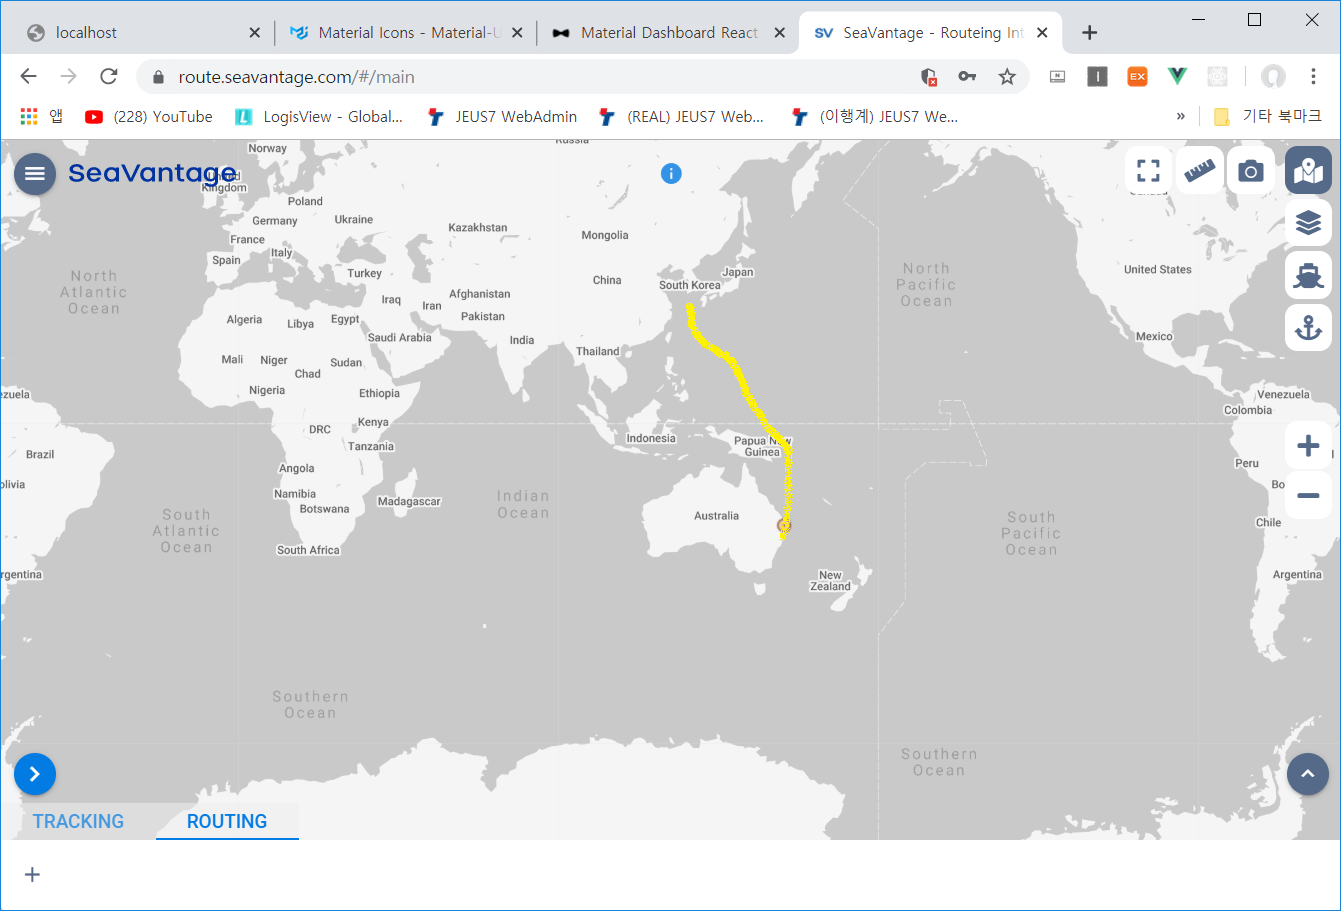 localhost
Material Icons - Material-U
Material Dashboard React
SV
SeaVantage - Routeing Int
route.seavantage.com/#/main
N
I
EX
앱
(228) YouTube
L
LogisView - Global...
JEUS7 WebAdmin
(REAL) JEUS7 Web...
(이행계) JEUS7 We...
»
기타 북마크
SeaVantage
Norway
Russia
United
Kingdom
Poland
Germany
Ukraine
France
Spain
Italy
Turkey
Kazakhstan
Mongolia
China
Japan
South Korea
Iraq
Iran
Afghanistan
Pakistan
India
Algeria
Libya
Egypt
Saudi Arabia
Thailand
Mali
Niger
Sudan
Chad
Nigeria
Ethiopia
Kenya
DRC
Tanzania
Indonesia
Papua New
Guinea
Angola
Namibia
Botswana
Madagascar
South Africa
Australia
New
Zealand
North
Atlantic
Ocean
South
Atlantic
Ocean
Indian
Ocean
North
Pacific
Ocean
South
Pacific
Ocean
Southern
Ocean
Southern
Ocean
United States
Mexico
Venezuela
Colombia
Peru
Bo
Chile
Argentina
zuela
Brazil
olivia
rgentina
TRACKING
ROUTING
+